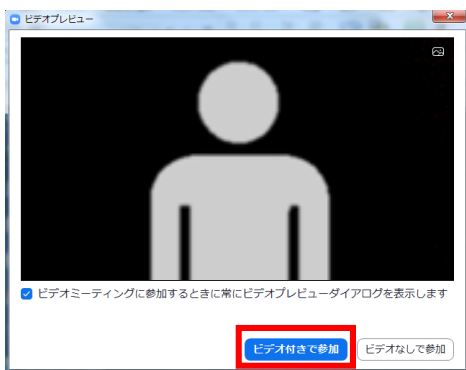 ビデオプレビュー
ビデオミーティングに参加するときに常にビデオプレビューダイアログを表示します
ビデオ付きで参加
ビデオなしで参加